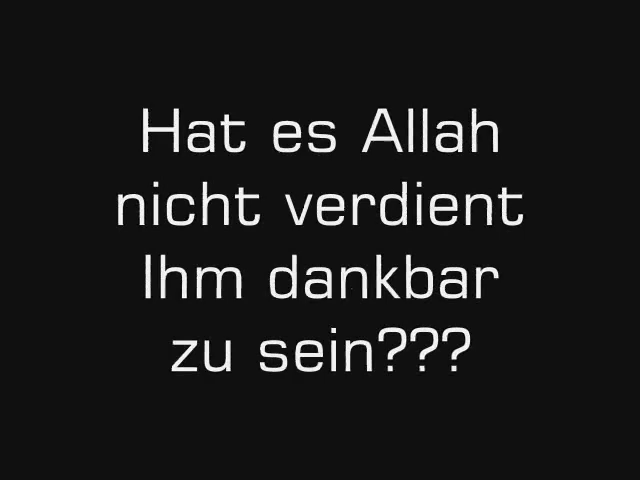 Hat es Allah
nicht verdient
Ihm dankbar
zu sein???